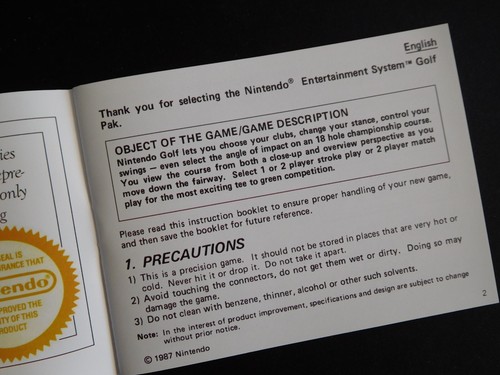 ies
pre-
only
g
SEAL IS
RANCE THAT
endo®
PROVED THE
ITY OF THIS
RODUCT
English
Thank you for selecting the Nintendo® Entertainment System™ Golf
Pak.
OBJECT OF THE GAME/GAME DESCRIPTION
Nintendo Golf lets you choose your clubs, change your stance, control your
swings — even select the angle of impact on an 18 hole championship course.
You view the course from both a close-up and overview perspective as you
move down the fairway. Select 1 or 2 player stroke play or 2 player match
play for the most exciting tee to green competition.
Please read this instruction booklet to ensure proper handling of your new game,
and then save the booklet for future reference.
1. PRECAUTIONS
1) This is a precision game. It should not be stored in places that are very hot or
cold. Never hit it or drop it. Do not take it apart.
2) Avoid touching the connectors, do not get them wet or dirty. Doing so may
damage the game.
3) Do not clean with benzene, thinner, alcohol or other such solvents.
Note: In the interest of product improvement, specifications and design are subject to change
without prior notice.
© 1987 Nintendo
2